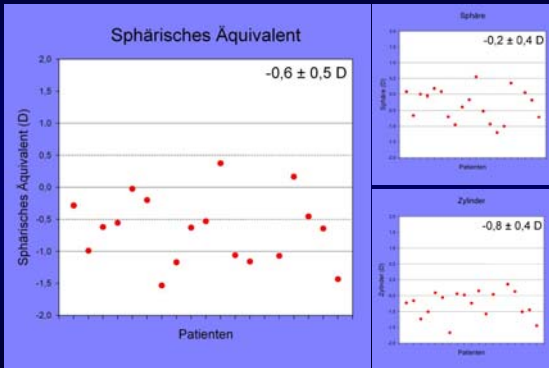 Sphärisches Äquivalent
-0,6 ± 0,5 D
Sphärisches Äquivalent (D)
2,0
1,5
1,0
0,5
0,0
-0,5
-1,0
-1,5
-2,0
Patienten
Sphäre
-0,2 ± 0,4 D
Sphäre (D)
Patienten
Zylinder
-0,8 ± 0,4 D
Zylinder (D)
Patienten